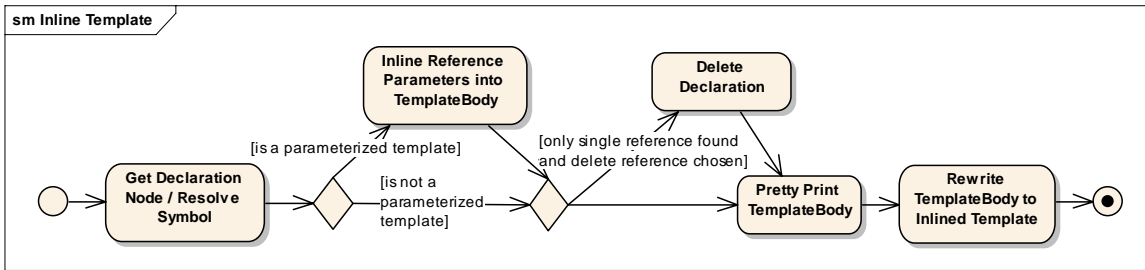 sm Inline Template
Inline Reference
Parameters into
TemplateBody
Delete
Declaration
[only single reference found
and delete reference chosen]
[is a parameterized template]
Get Declaration
Node / Resolve
Symbol
[is not a
parameterized
template]
Pretty Print
TemplateBody
Rewrite
TemplateBody to
Inlined Template